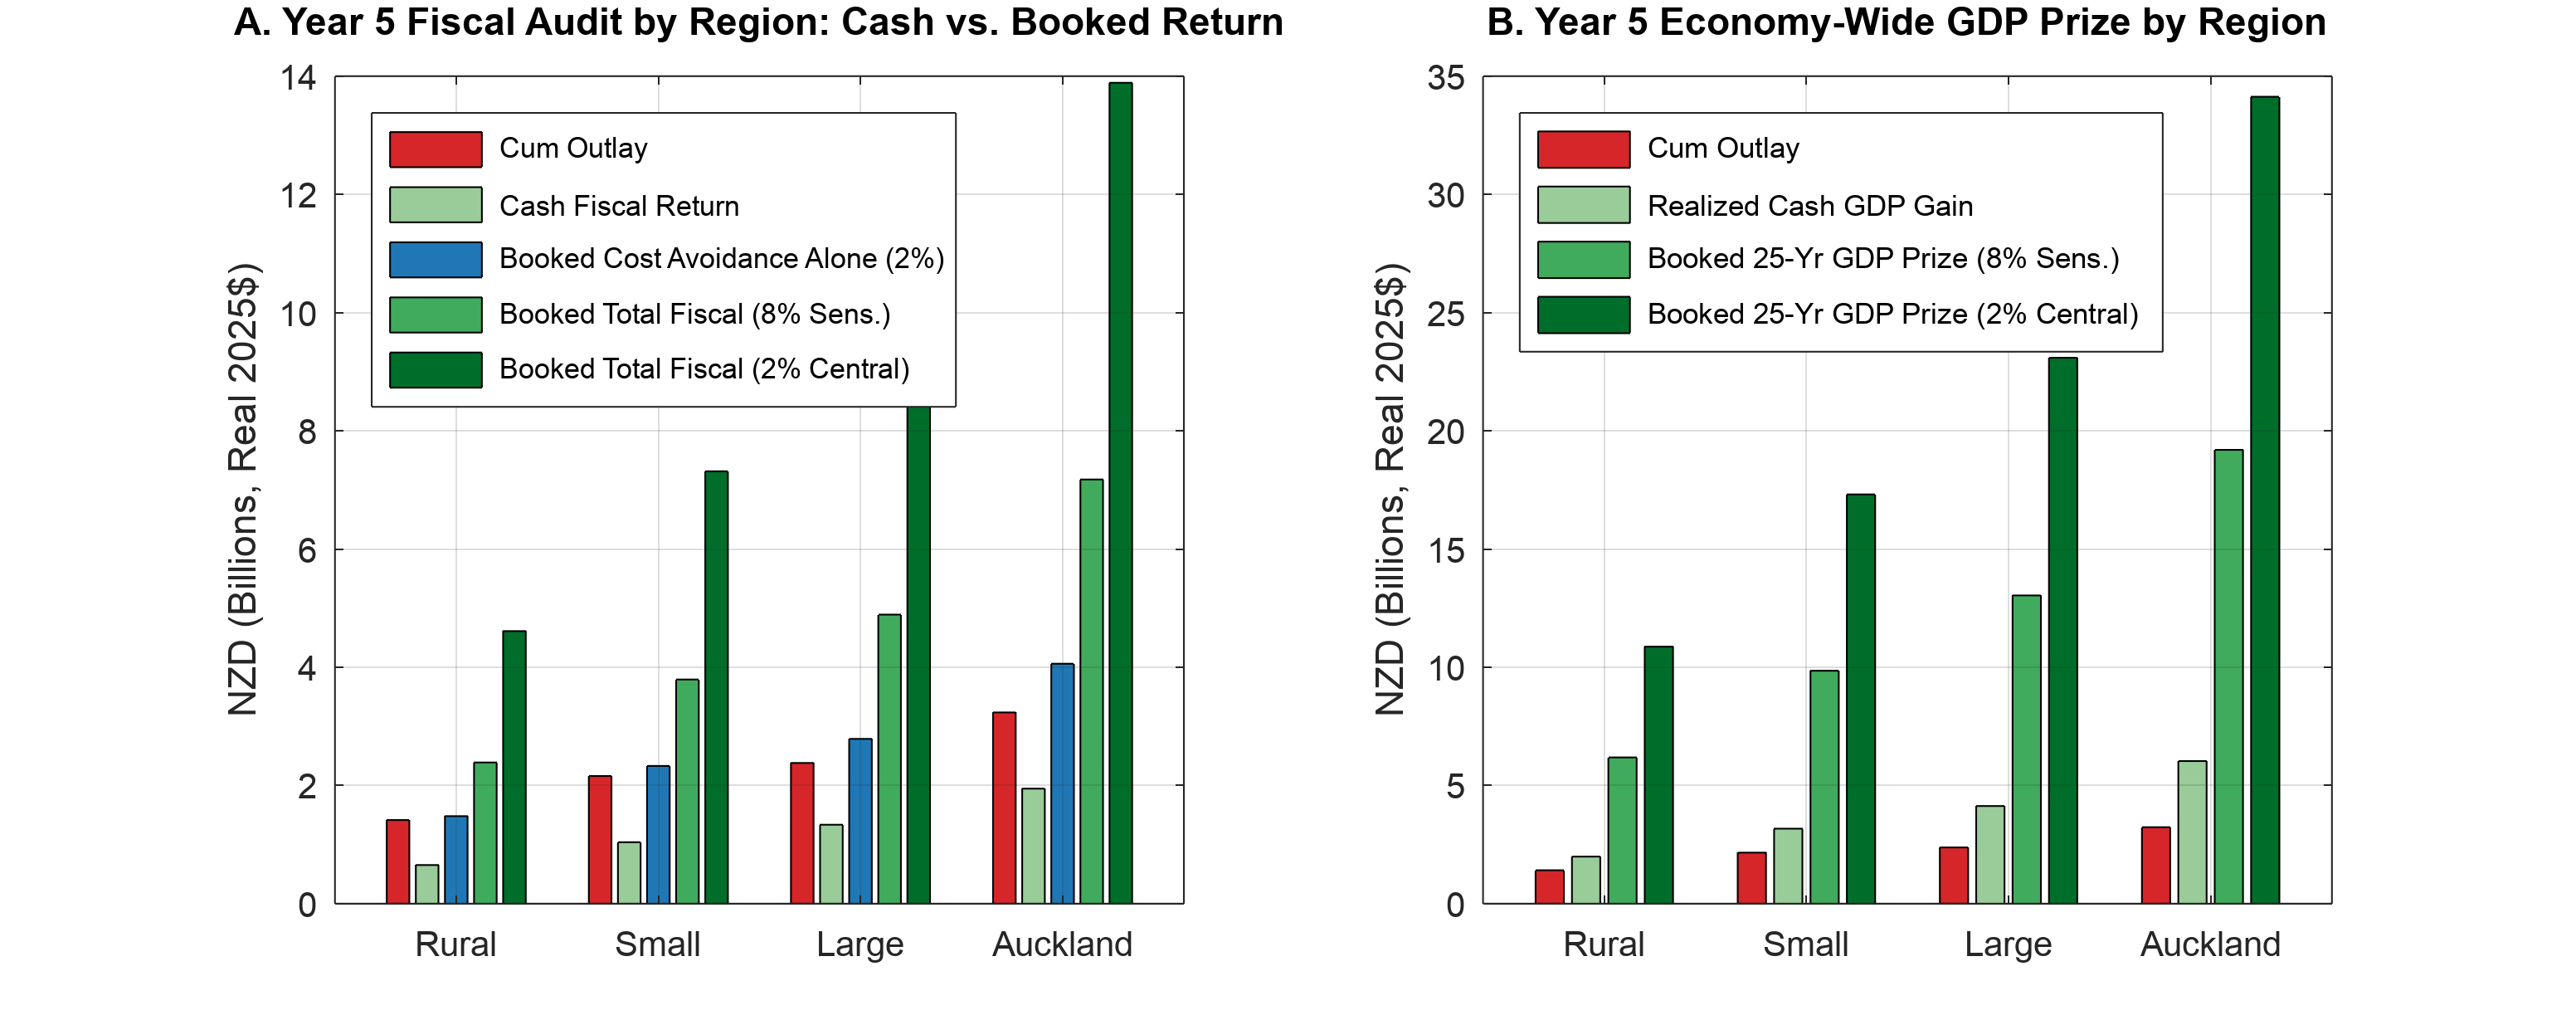 A. Year 5 Fiscal Audit by Region: Cash vs. Booked Return
NZD (Billions, Real 2025$)
14
12
10
8
6
4
2
0
Cum Outlay
Cash Fiscal Return
Booked Cost Avoidance Alone (2%)
Booked Total Fiscal (8% Sens.)
Booked Total Fiscal (2% Central)
Rural Small Large Auckland
B. Year 5 Economy-Wide GDP Prize by Region
NZD (Billions, Real 2025$)
35
30
25
20
15
10
5
0
Cum Outlay
Realized Cash GDP Gain
Booked 25-Yr GDP Prize (8% Sens.)
Booked 25-Yr GDP Prize (2% Central)
Rural Small Large Auckland